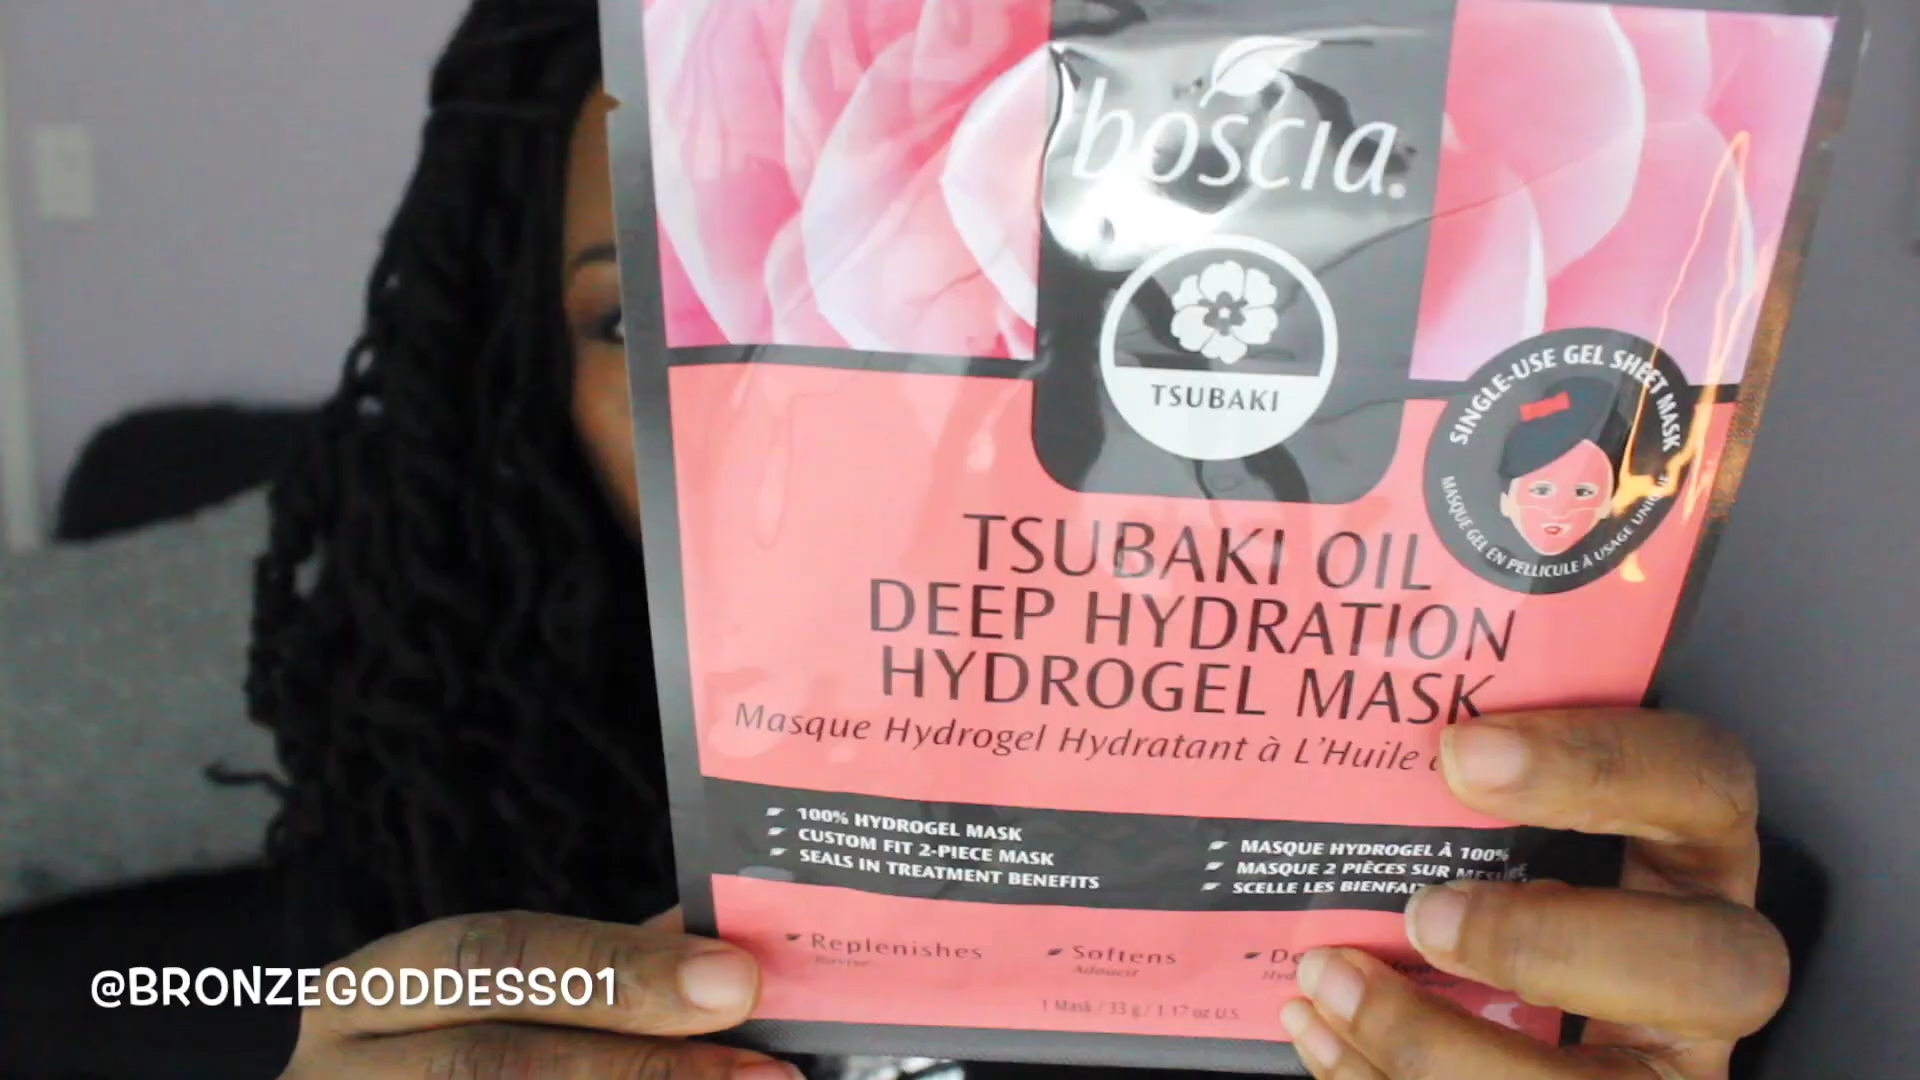 boscia.
TSUBAKI
SINGLE-USE GEL SHEET MASK
MASQUE GEL EN PELLICULE À USAGE UNIQUE
TSUBAKI OIL
DEEP HYDRATION
HYDROGEL MASK
Masque Hydrogel Hydratant à L'Huile
100% HYDROGEL MASK
CUSTOM FIT 2-PIECE MASK
SEALS IN TREATMENT BENEFITS
MASQUE HYDROGEL À 100%
MASQUE 2 PIÈCES SUR MESURE
SCELLE LES
Replenishes
Softens
Adoucit
1 Mask / 33 g / 1.17 oz U.S.
@BRONZEGODDESS01